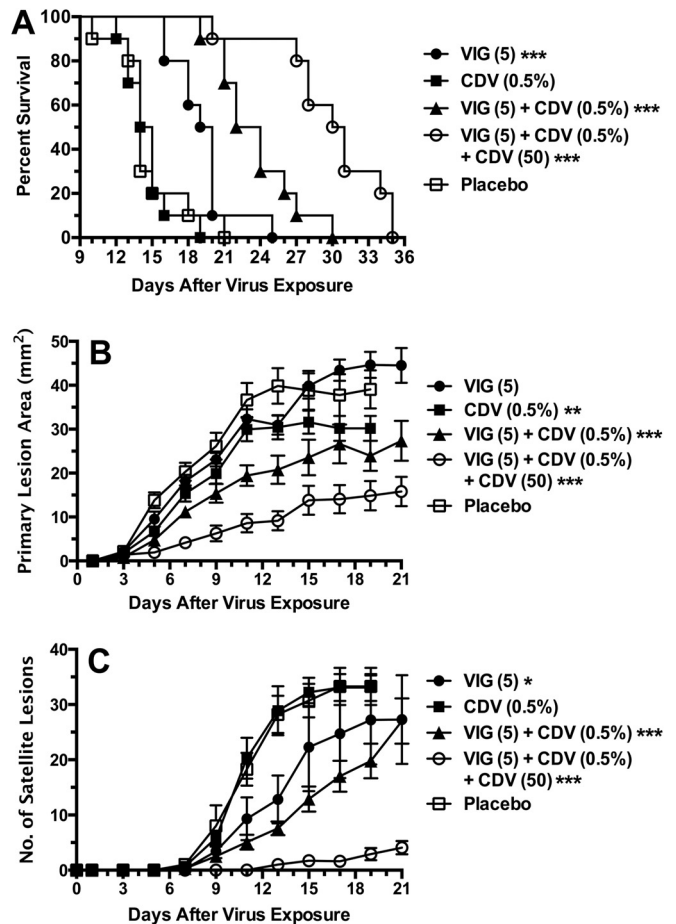 A
Percent Survival
100
80
60
40
20
0
9 12 15 18 21 24 27 30 33 36
Days After Virus Exposure
VIG (5) ***
CDV (0.5%)
VIG (5) + CDV (0.5%) ***
VIG (5) + CDV (0.5%)
+ CDV (50) ***
Placebo
B
Primary Lesion Area (mm²)
50
40
30
20
10
0
0 3 6 9 12 15 18 21
Days After Virus Exposure
VIG (5)
CDV (0.5%) **
VIG (5) + CDV (0.5%) ***
VIG (5) + CDV (0.5%)
+ CDV (50) ***
Placebo
C
No. of Satellite Lesions
40
30
20
10
0
0 3 6 9 12 15 18 21
Days After Virus Exposure
VIG (5) *
CDV (0.5%)
VIG (5) + CDV (0.5%) ***
VIG (5) + CDV (0.5%)
+ CDV (50) ***
Placebo